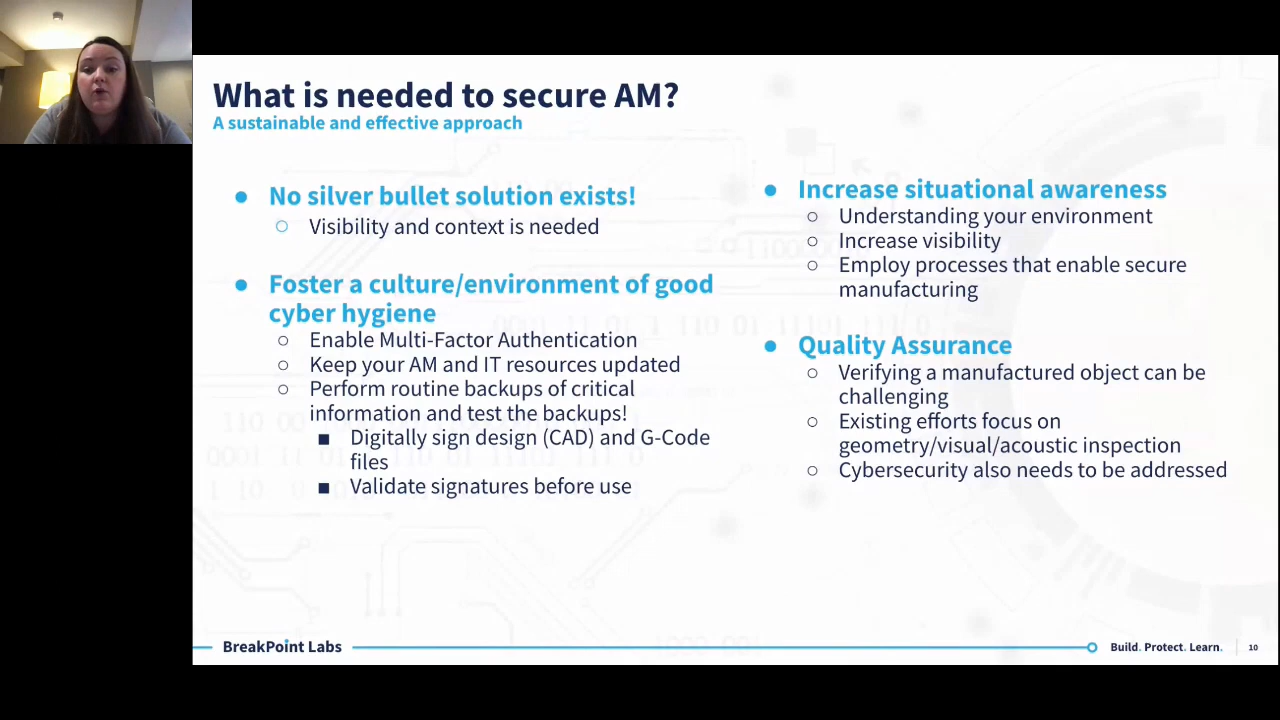 What is needed to secure AM?
A sustainable and effective approach
● No silver bullet solution exists!
○ Visibility and context is needed
● Foster a culture/environment of good
cyber hygiene
○ Enable Multi-Factor Authentication
○ Keep your AM and IT resources updated
○ Perform routine backups of critical
information and test the backups!
■ Digitally sign design (CAD) and G-Code
files
■ Validate signatures before use
● Increase situational awareness
○ Understanding your environment
○ Increase visibility
○ Employ processes that enable secure
manufacturing
● Quality Assurance
○ Verifying a manufactured object can be
challenging
○ Existing efforts focus on
geometry/visual/acoustic inspection
○ Cybersecurity also needs to be addressed
BreakPoint Labs
Build. Protect. Learn.
10